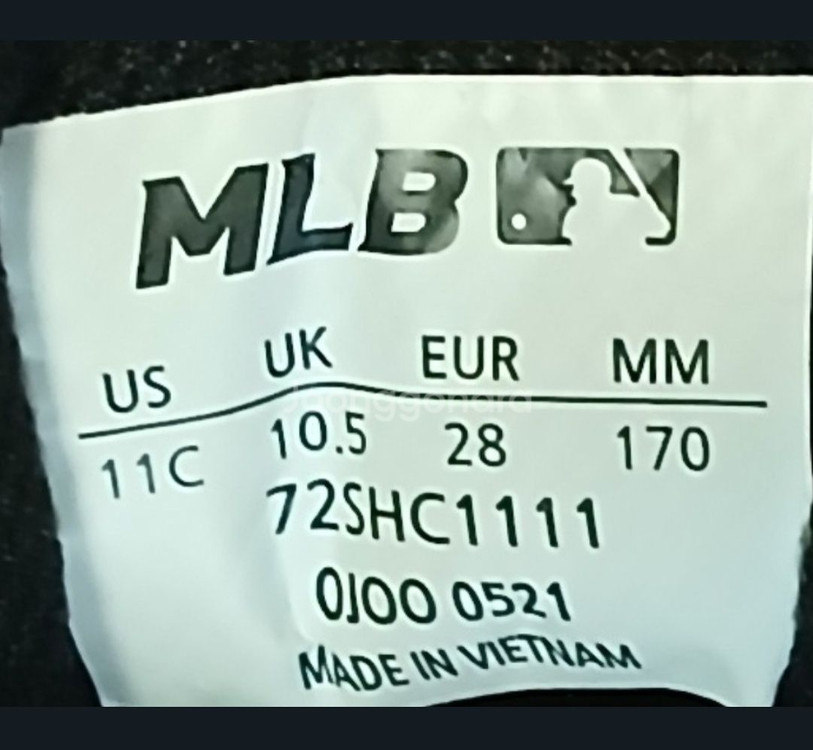 MLB
US UK EUR MM
11C 10.5 28 170
72SHC1111
0J00 0521
MADE IN VIETNAM